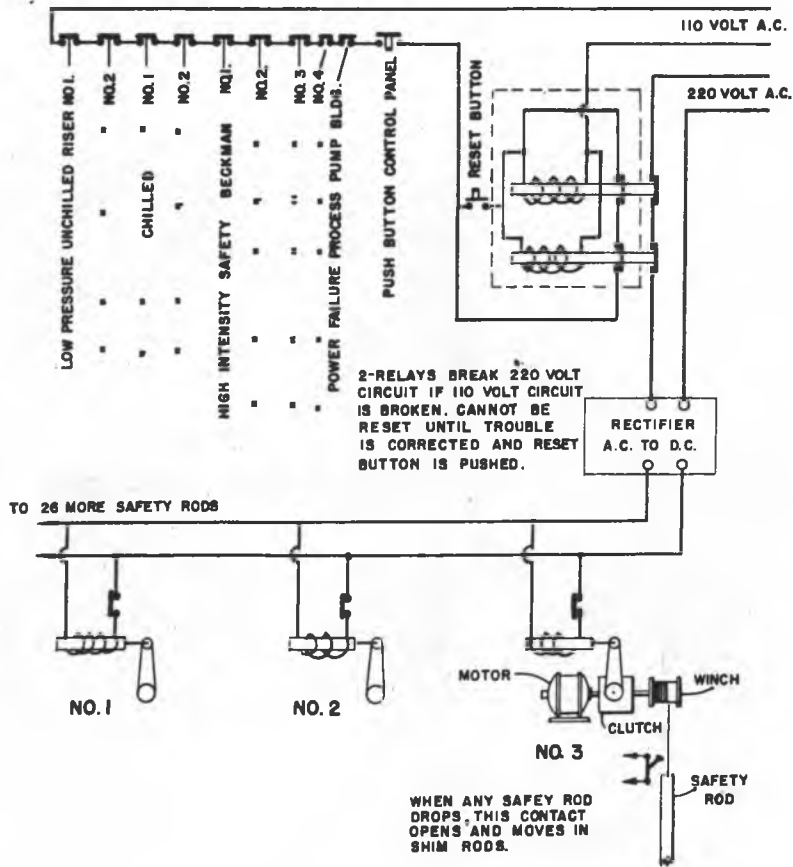 110 VOLT A.C.
220 VOLT A.C.
LOW PRESSURE UNCHILLED RISER NO.1.
NO.2
" " " "
NO.1
" CHILLED " "
NO.2.
" " " "
HIGH INTENSITY SAFETY BECKMAN NO.1.
NO.2.
" " " " "
NO.3
" " " " "
NO.4
" " " " "
POWER FAILURE PROCESS PUMP BLDG.
PUSH BUTTON CONTROL PANEL
RESET BUTTON
2-RELAYS BREAK 220 VOLT
CIRCUIT IF 110 VOLT CIRCUIT
IS BROKEN. CANNOT BE
RESET UNTIL TROUBLE
IS CORRECTED AND RESET
BUTTON IS PUSHED.
RECTIFIER
A.C. TO D.C.
TO 26 MORE SAFETY RODS
NO.1
NO.2
MOTOR
WINCH
CLUTCH
NO. 3
SAFETY
ROD
WHEN ANY SAFEY ROD
DROPS, THIS CONTACT
OPENS AND MOVES IN
SHIM RODS.